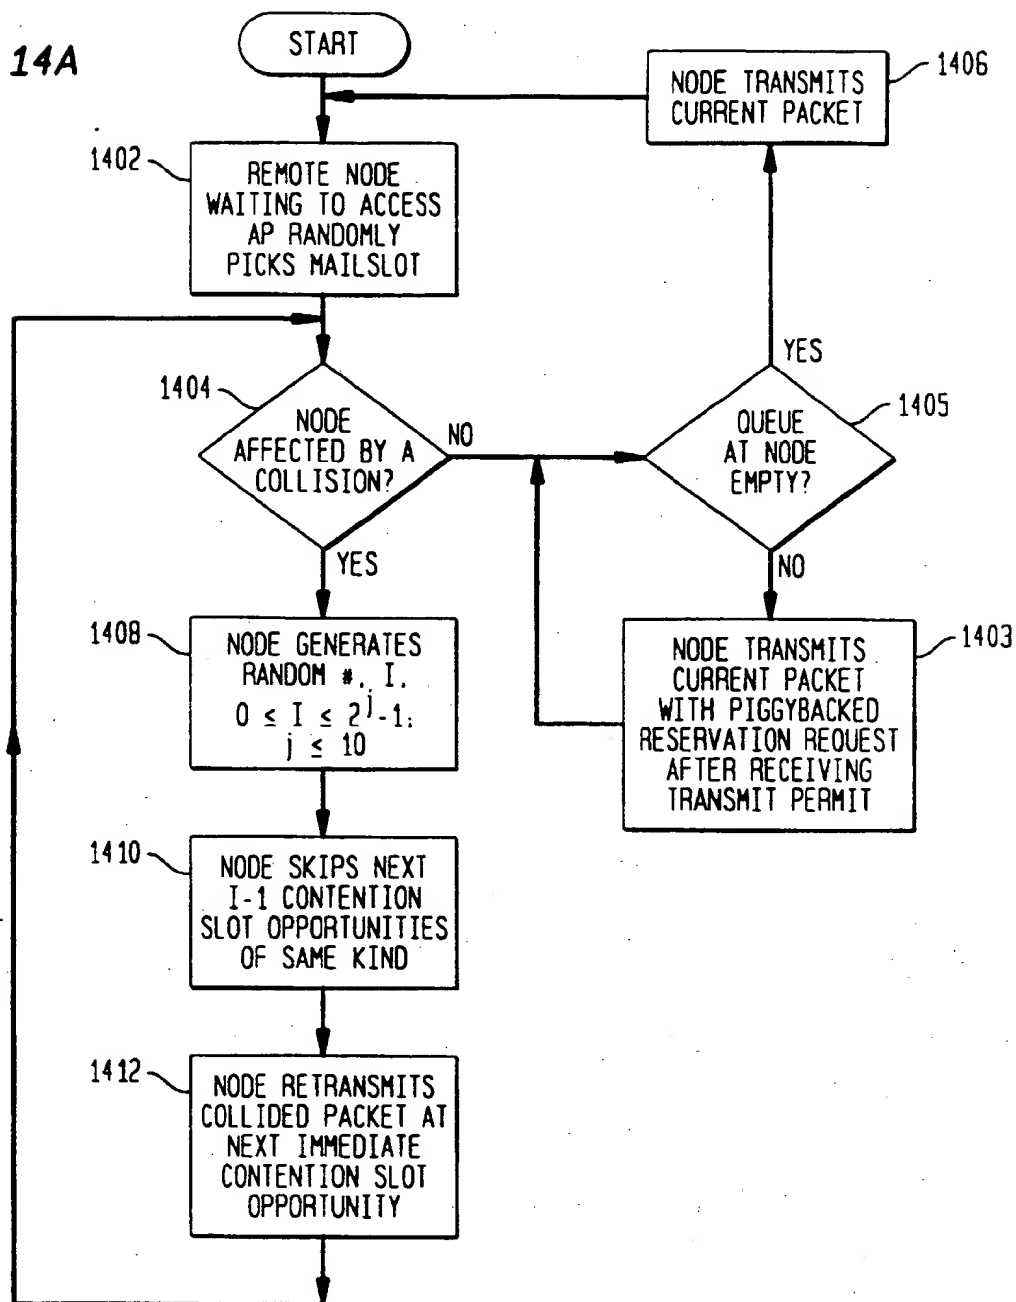 14A
START
1406
NODE TRANSMITS
CURRENT PACKET
1402
REMOTE NODE
WAITING TO ACCESS
AP RANDOMLY
PICKS MAILSLOT
1404
NODE
AFFECTED BY A
COLLISION?
NO
YES
YES
1405
QUEUE
AT NODE
EMPTY?
NO
1408
NODE GENERATES
RANDOM #, I,
0 ≤ I ≤ 2^j-1;
j ≤ 10
1403
NODE TRANSMITS
CURRENT PACKET
WITH PIGGYBACKED
RESERVATION REQUEST
AFTER RECEIVING
TRANSMIT PERMIT
1410
NODE SKIPS NEXT
I-1 CONTENTION
SLOT OPPORTUNITIES
OF SAME KIND
1412
NODE RETRANSMITS
COLLIDED PACKET AT
NEXT IMMEDIATE
CONTENTION SLOT
OPPORTUNITY